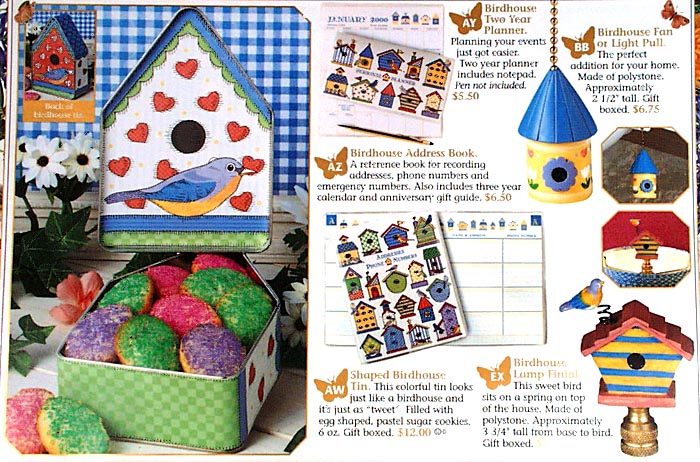 Back of
birdhouse tin.
JANUARY 2000
PERSONAL PLANNER
AY
Birdhouse
Two Year
Planner.
Planning your events
just got easier.
Two year planner
includes notepad.
Pen not included.
$5.50
BB
Birdhouse Fan
or Light Pull.
The perfect
addition for your home.
Made of polystone.
Approximately
2 1/2" tall. Gift
boxed. $6.75
AZ
Birdhouse Address Book.
A reference book for recording
addresses, phone numbers and
emergency numbers. Also includes three year
calendar and anniversary gift guide. $6.50
A
A
ADDRESSES
PHONE NUMBERS
AW
Shaped Birdhouse
Tin. This colorful tin looks
just like a birdhouse and
it's just as "tweet". Filled with
egg shaped, pastel sugar cookies.
6 oz. Gift boxed. $12.00
EX
Birdhouse
Lamp Finial
This sweet bird
sits on a spring on top
of the house. Made of
polystone. Approximately
3 3/4" tall from base to bird.
Gift boxed.